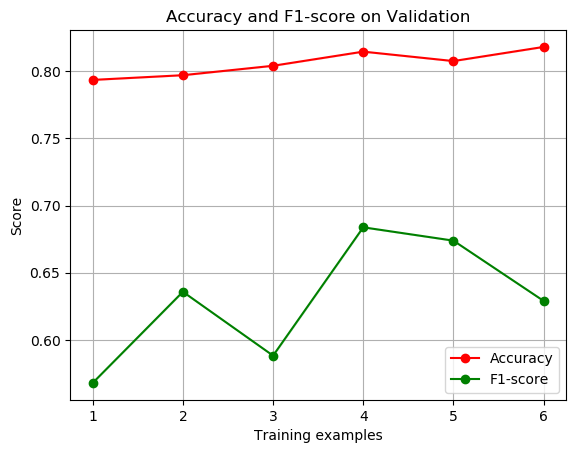 Accuracy and F1-score on Validation
0.80
0.75
0.70
0.65
0.60
Score
1 2 3 4 5 6
Training examples
Accuracy
F1-score